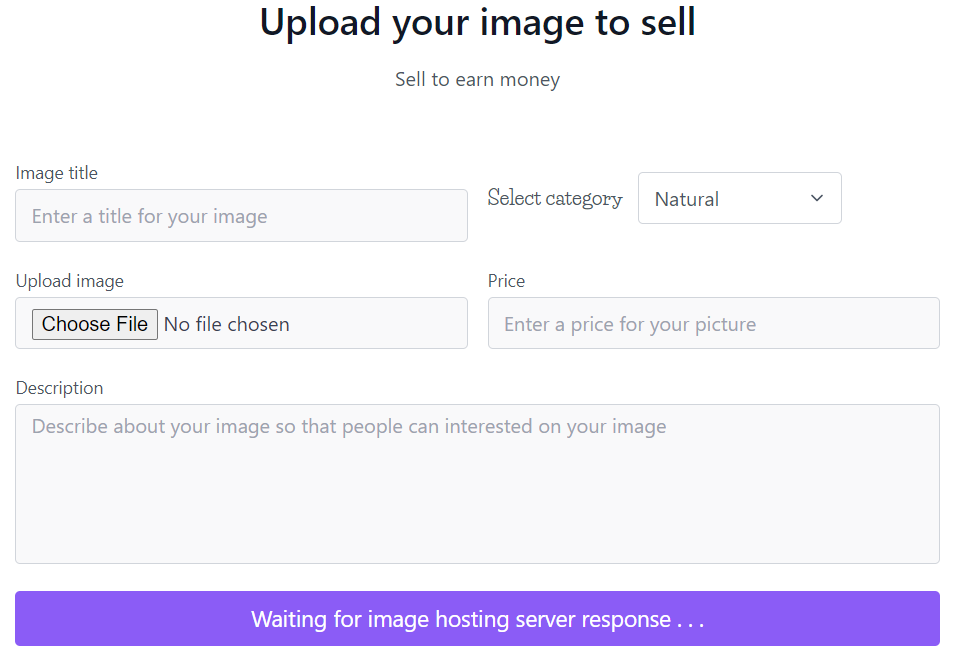 Upload your image to sell
Sell to earn money
Image title
Enter a title for your image
Select category
Natural
Upload image
Choose File No file chosen
Price
Enter a price for your picture
Description
Describe about your image so that people can interested on your image
Waiting for image hosting server response . . .